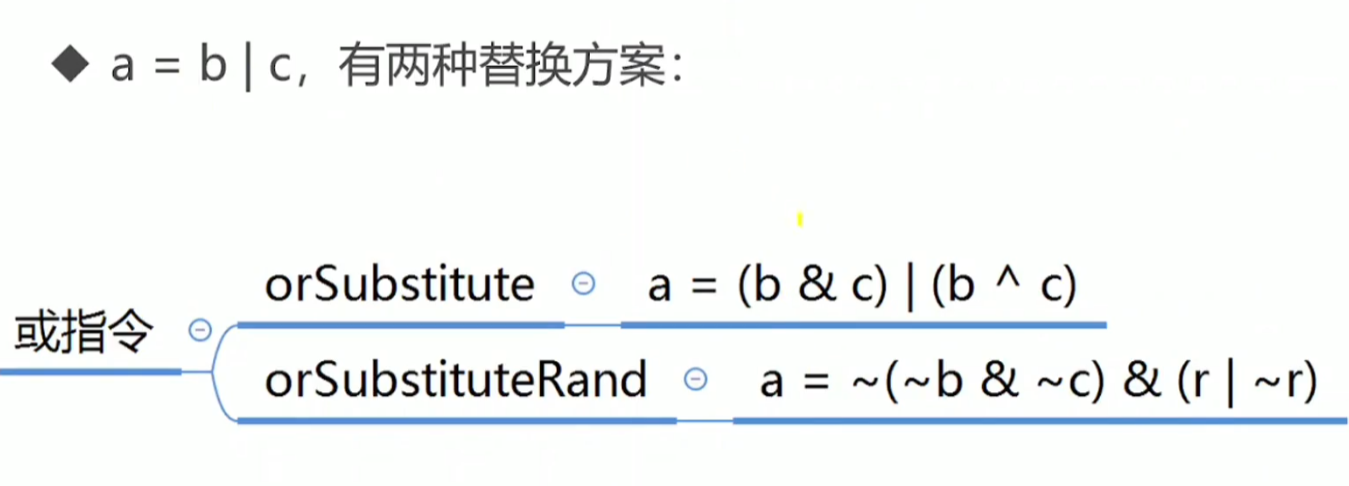 ◆ a = b | c，有两种替换方案：
orSubstitute a = (b & c) | (b ^ c)
或指令
orSubstituteRand a = ~(~b & ~c) & (r | ~r)